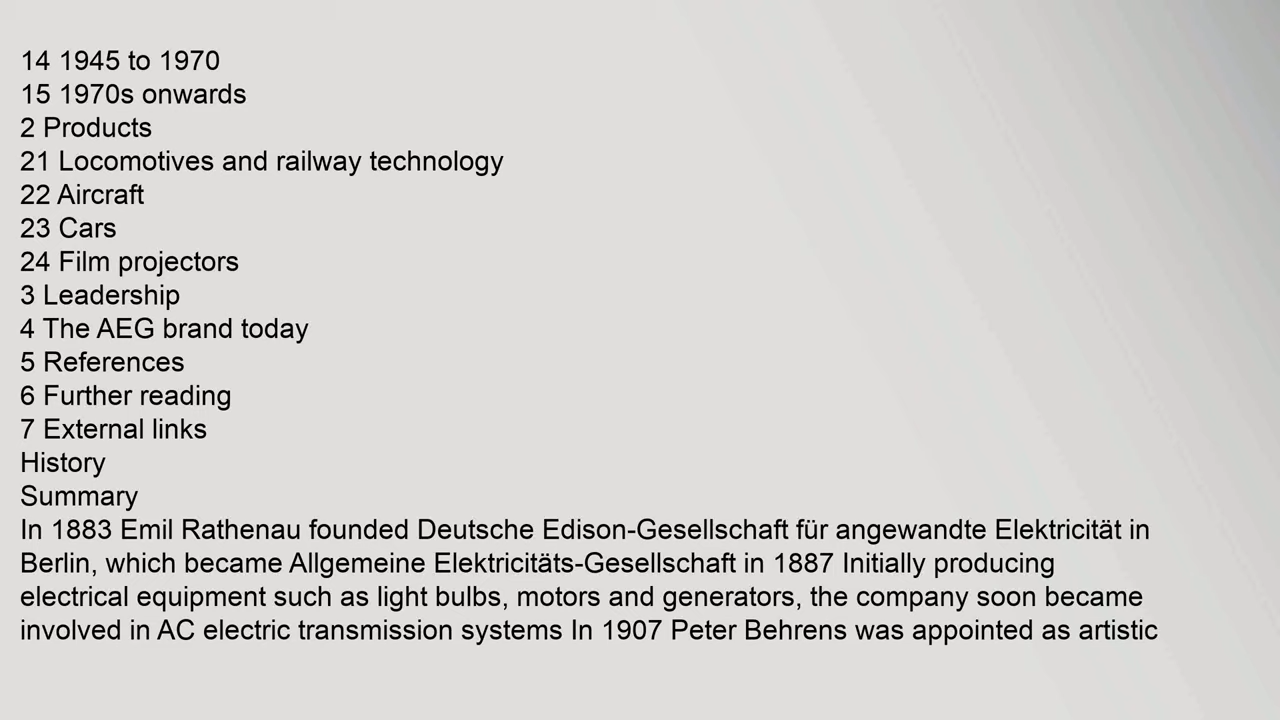 14 1945 to 1970
15 1970s onwards
2 Products
21 Locomotives and railway technology
22 Aircraft
23 Cars
24 Film projectors
3 Leadership
4 The AEG brand today
5 References
6 Further reading
7 External links
History
Summary
In 1883 Emil Rathenau founded Deutsche Edison-Gesellschaft für angewandte Elektricität in
Berlin, which became Allgemeine Elektricitäts-Gesellschaft in 1887 Initially producing
electrical equipment such as light bulbs, motors and generators, the company soon became
involved in AC electric transmission systems In 1907 Peter Behrens was appointed as artistic